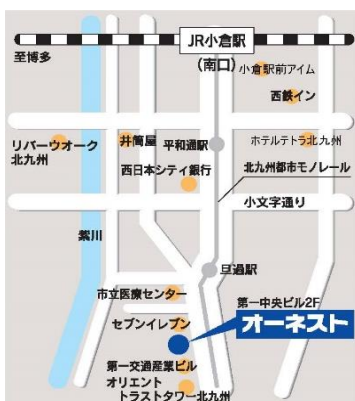 JR小倉駅
(南口)
至博多
小倉駅前アイム
西鉄イン
リバーウオーク
北九州
井筒屋
平和通駅
ホテルテトラ北九州
西日本シティ銀行
北九州都市モノレール
小文字通り
紫川
旦過駅
市立医療センター
第一中央ビル2F
セブンイレブン
オーネスト
第一交通産業ビル
オリエント
トラストタワー北九州